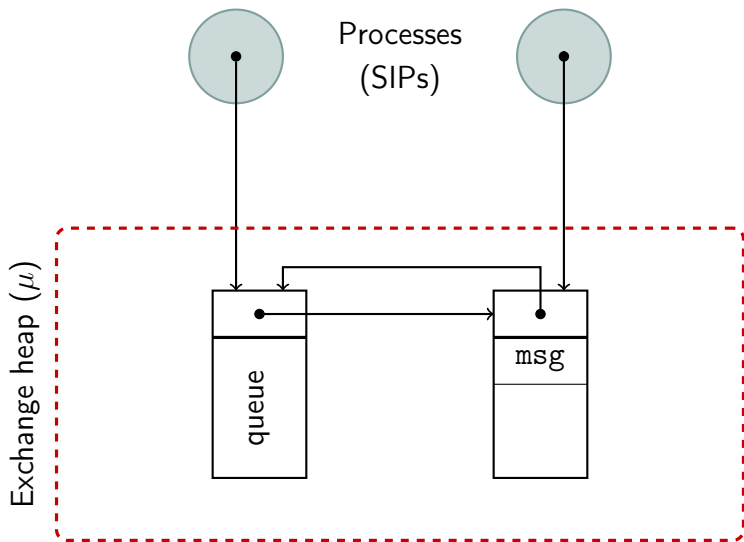 Processes
(SIPs)
Exchange heap (μ)
queue
msg